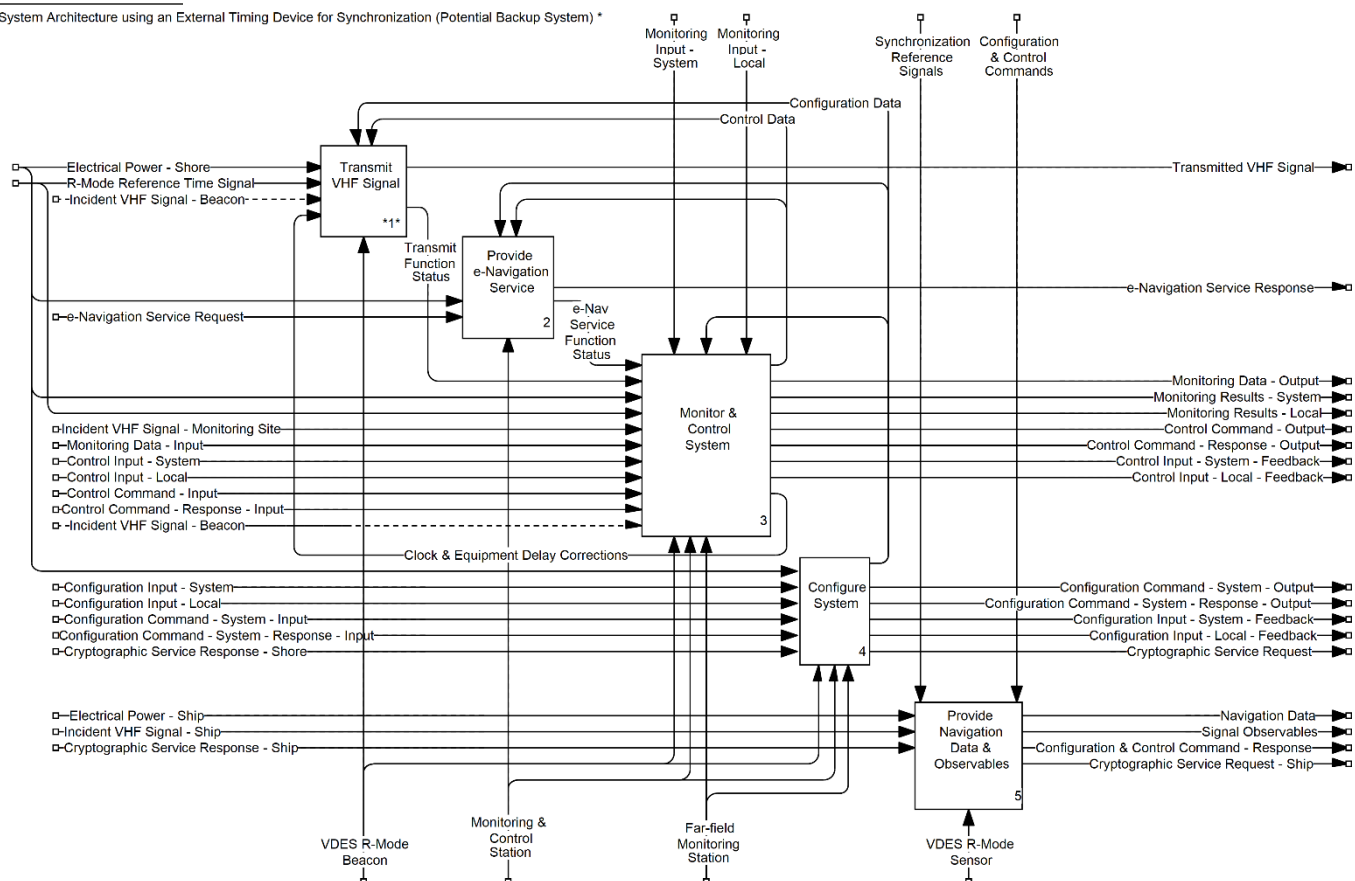 System Architecture using an External Timing Device for Synchronization (Potential Backup System) *
Monitoring
Input -
System
Monitoring
Input -
Local
Synchronization
Reference
Signals
Configuration
& Control
Commands
Configuration Data
Control Data
Electrical Power - Shore
R-Mode Reference Time Signal
-Incident VHF Signal - Beacon
Transmit
VHF Signal
*1*
Transmitted VHF Signal
Transmit
Function
Status
Provide
e-Navigation
Service
2
e-Navigation Service Response
e-Navigation Service Request
e-Nav
Service
Function
Status
Monitor &
Control
System
3
Monitoring Data - Output
Monitoring Results - System
Monitoring Results - Local
Control Command - Output
Control Command - Response - Output
Control Input - System - Feedback
Control Input - Local - Feedback
Incident VHF Signal - Monitoring Site
Monitoring Data - Input
Control Input - System
Control Input - Local
Control Command - Input
Control Command - Response - Input
-Incident VHF Signal - Beacon
Clock & Equipment Delay Corrections
Configuration Input - System
Configuration Input - Local
Configuration Command - System - Input
Configuration Command - System - Response - Input
Cryptographic Service Response - Shore
Configure
System
4
Configuration Command - System - Output
Configuration Command - System - Response - Output
Configuration Input - System - Feedback
Configuration Input - Local - Feedback
Cryptographic Service Request
Electrical Power - Ship
Incident VHF Signal - Ship
Cryptographic Service Response - Ship
Provide
Navigation
Data &
Observables
5
Navigation Data
Signal Observables
Configuration & Control Command - Response
Cryptographic Service Request - Ship
VDES R-Mode
Beacon
Monitoring &
Control
Station
Far-field
Monitoring
Station
VDES R-Mode
Sensor